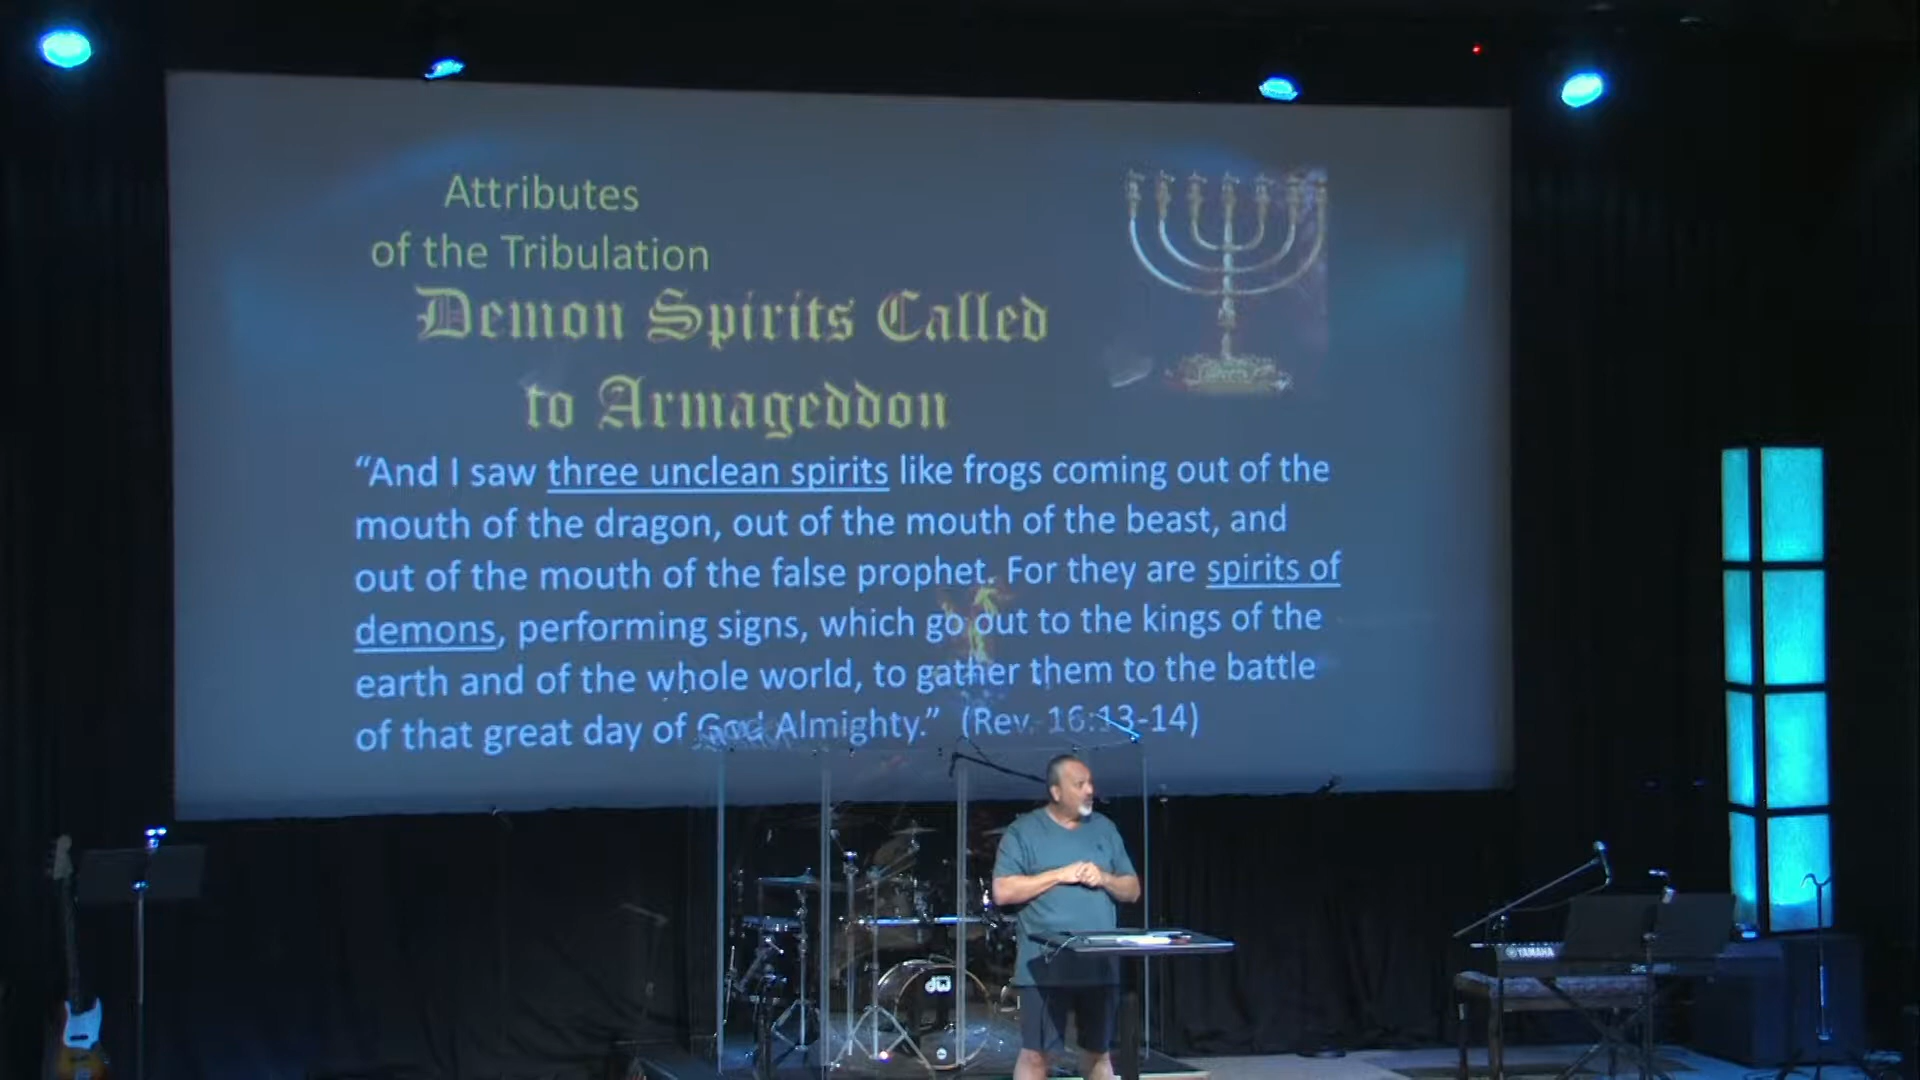 Attributes
of the Tribulation
Demon Spirits Called
to Armageddon
“And I saw three unclean spirits like frogs coming out of the
mouth of the dragon, out of the mouth of the beast, and
out of the mouth of the false prophet. For they are spirits of
demons, performing signs, which go out to the kings of the
earth and of the whole world, to gather them to the battle
of that great day of God Almighty.” (Rev. 16:13-14)
dw
YAMAHA